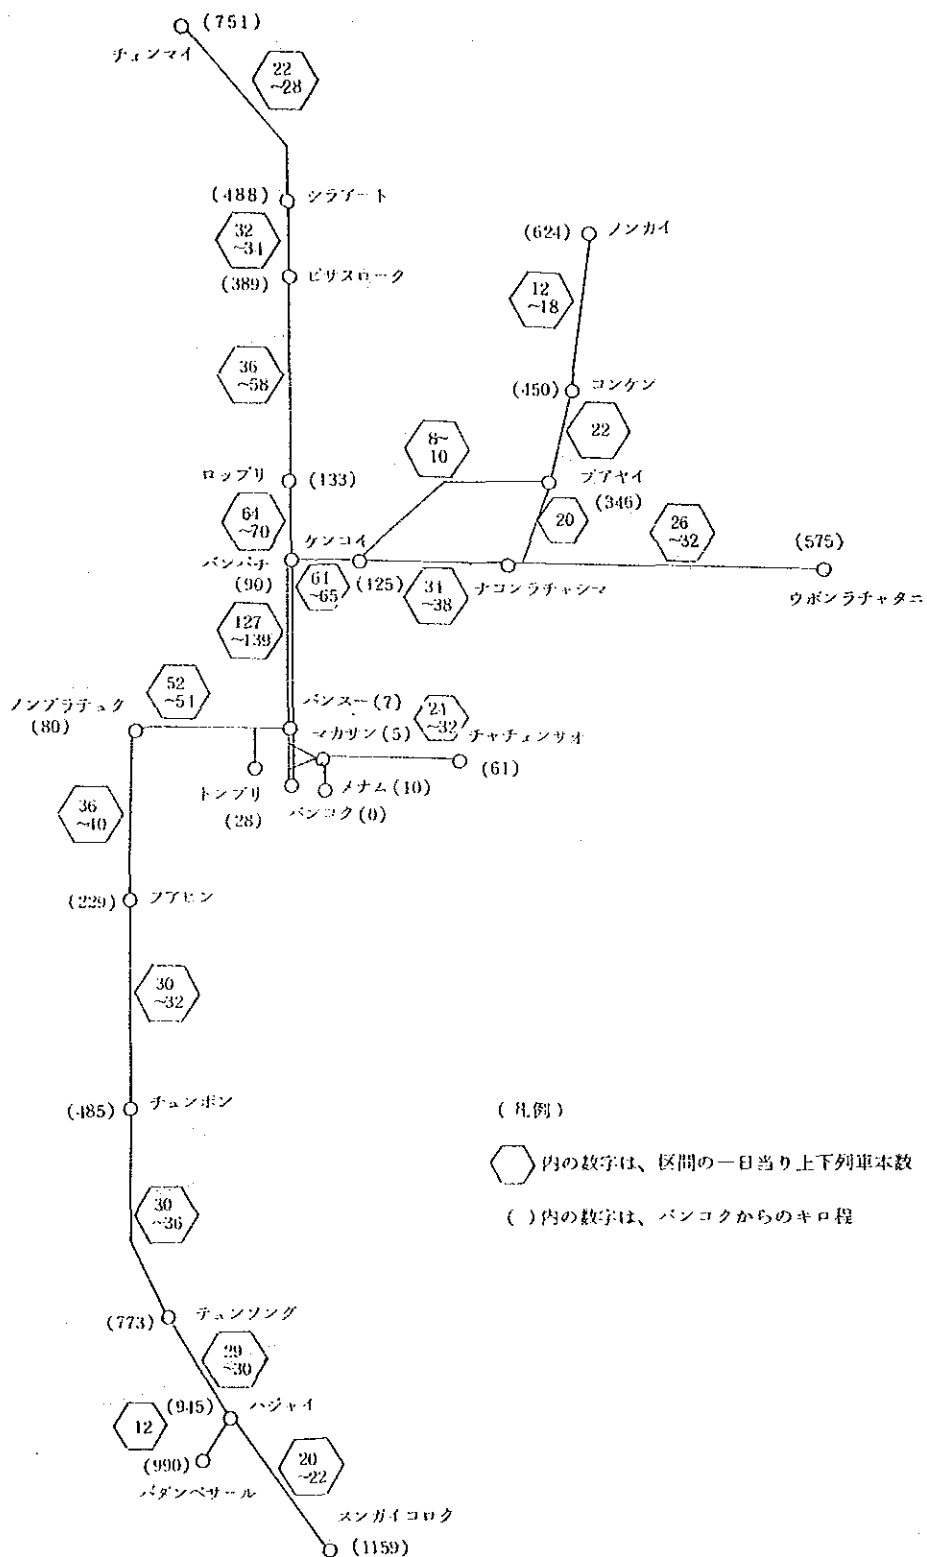 (751)
チェンマイ
22
~28
(488)
シラアート
32
~34
(389)
ピサヌローク
(624)
ノンカイ
12
~18
36
~58
(450)
コンケン
22
8~
10
ロップリ
(133)
ブアヤイ
(346)
20
26
~32
(575)
ウボンラチャタニ
64
~70
ケンコイ
バンパチ
(90)
61
~65
(125)
31
~38
ナコンラチャシマ
127
~139
ノンプラデュク
(80)
52
~54
バンスー(7)
マカサン(5)
24
~32
チャチェンサオ
(61)
トンブリ
(28)
メナム(10)
バンコク(0)
36
~40
(229)
フアヒン
30
~32
(485)
チュンポン
(凡例)
内の数字は、区間の一日当り上下列車本数
( )内の数字は、バンコクからのキロ程
30
~36
(773)
テュンソング
29
~30
12
(945)
ハジャイ
(990)
パダンベサール
20
~22
スンガイコロク
(1159)